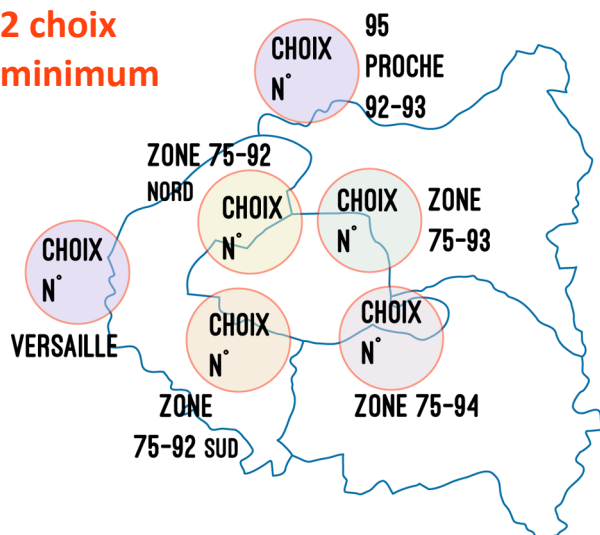 2 choix
minimum
CHOIX
N°
95
PROCHE
92-93
ZONE 75-92
NORD
CHOIX
N°
CHOIX
N°
ZONE
75-93
CHOIX
N°
VERSAILLE
CHOIX
N°
ZONE
75-92 SUD
CHOIX
N°
ZONE 75-94